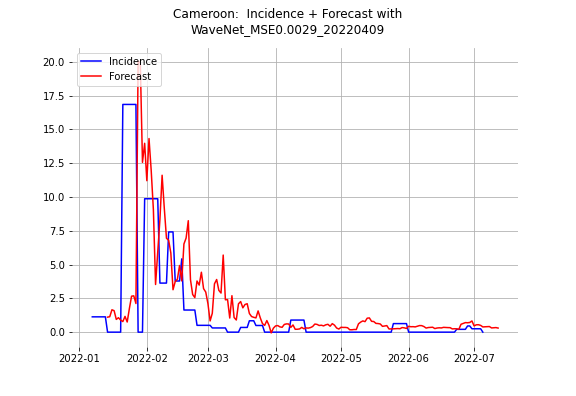 Cameroon:  Incidence + Forecast with
WaveNet_MSE0.0029_20220409
Incidence
Forecast
20.0
17.5
15.0
12.5
10.0
7.5
5.0
2.5
0.0
2022-01 2022-02 2022-03 2022-04 2022-05 2022-06 2022-07